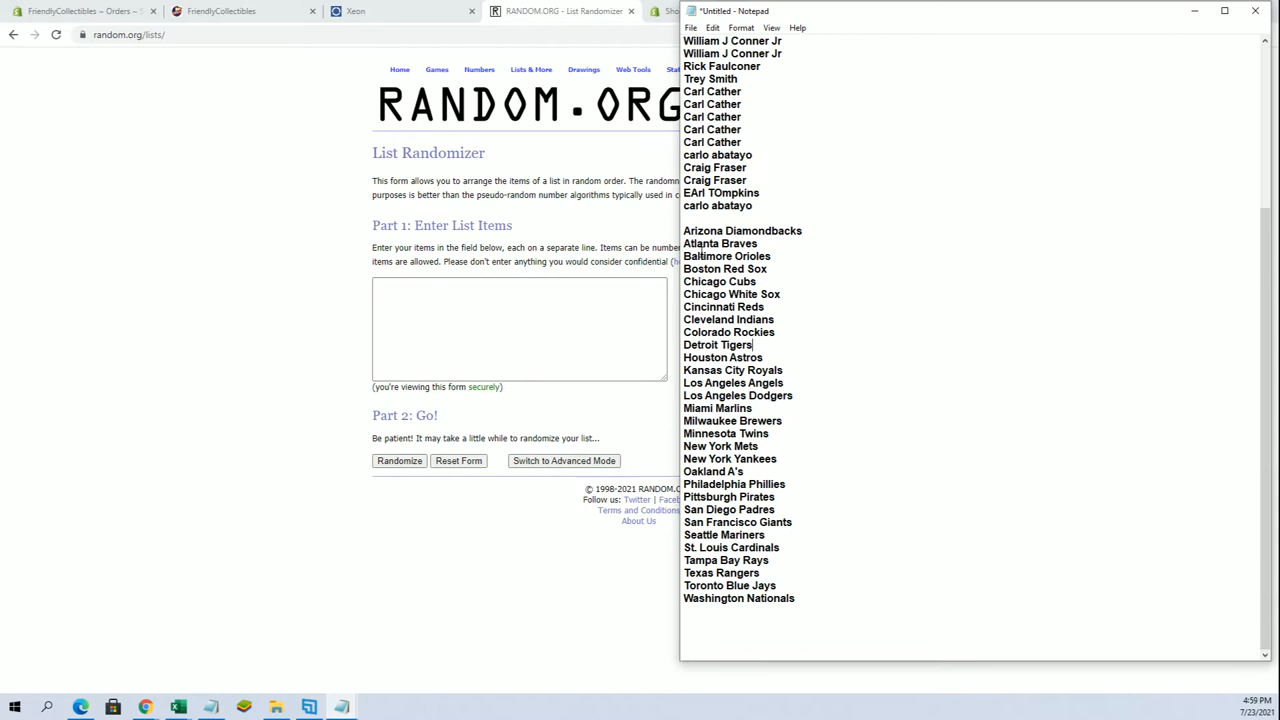 FriendlyCollectibles ~ Orders ~ S
FriendlyCollectibles
Xeon
RANDOM.ORG - List Randomizer
Sho
random.org/lists/
Home Games Numbers Lists & More Drawings Web Tools Stat
RANDOM.ORG
List Randomizer
This form allows you to arrange the items of a list in random order. The randomn
purposes is better than the pseudo-random number algorithms typically used in c
Part 1: Enter List Items
Enter your items in the field below, each on a separate line. Items can be number
items are allowed. Please don't enter anything you would consider confidential (h
(you're viewing this form securely)
Part 2: Go!
Be patient! It may take a little while to randomize your list...
Randomize Reset Form Switch to Advanced Mode
© 1998-2021 RANDOM.O
Follow us: Twitter | Faceb
Terms and Conditions
About Us
*Untitled - Notepad
File Edit Format View Help
William J Conner Jr
William J Conner Jr
Rick Faulconer
Trey Smith
Carl Cather
Carl Cather
Carl Cather
Carl Cather
Carl Cather
carlo abatayo
Craig Fraser
Craig Fraser
EArl TOmpkins
carlo abatayo
Arizona Diamondbacks
Atlanta Braves
Baltimore Orioles
Boston Red Sox
Chicago Cubs
Chicago White Sox
Cincinnati Reds
Cleveland Indians
Colorado Rockies
Detroit Tigers
Houston Astros
Kansas City Royals
Los Angeles Angels
Los Angeles Dodgers
Miami Marlins
Milwaukee Brewers
Minnesota Twins
New York Mets
New York Yankees
Oakland A's
Philadelphia Phillies
Pittsburgh Pirates
San Diego Padres
San Francisco Giants
Seattle Mariners
St. Louis Cardinals
Tampa Bay Rays
Texas Rangers
Toronto Blue Jays
Washington Nationals
4:59 PM
7/23/2021